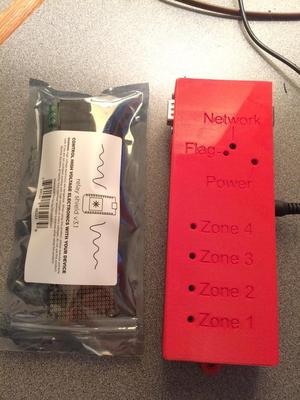 relay shield v3.1
CONTROL HIGH VOLTAGE ELECTRONICS WITH YOUR DEVICE
Network
Flag
Power
Zone 4
Zone 3
Zone 2
Zone 1